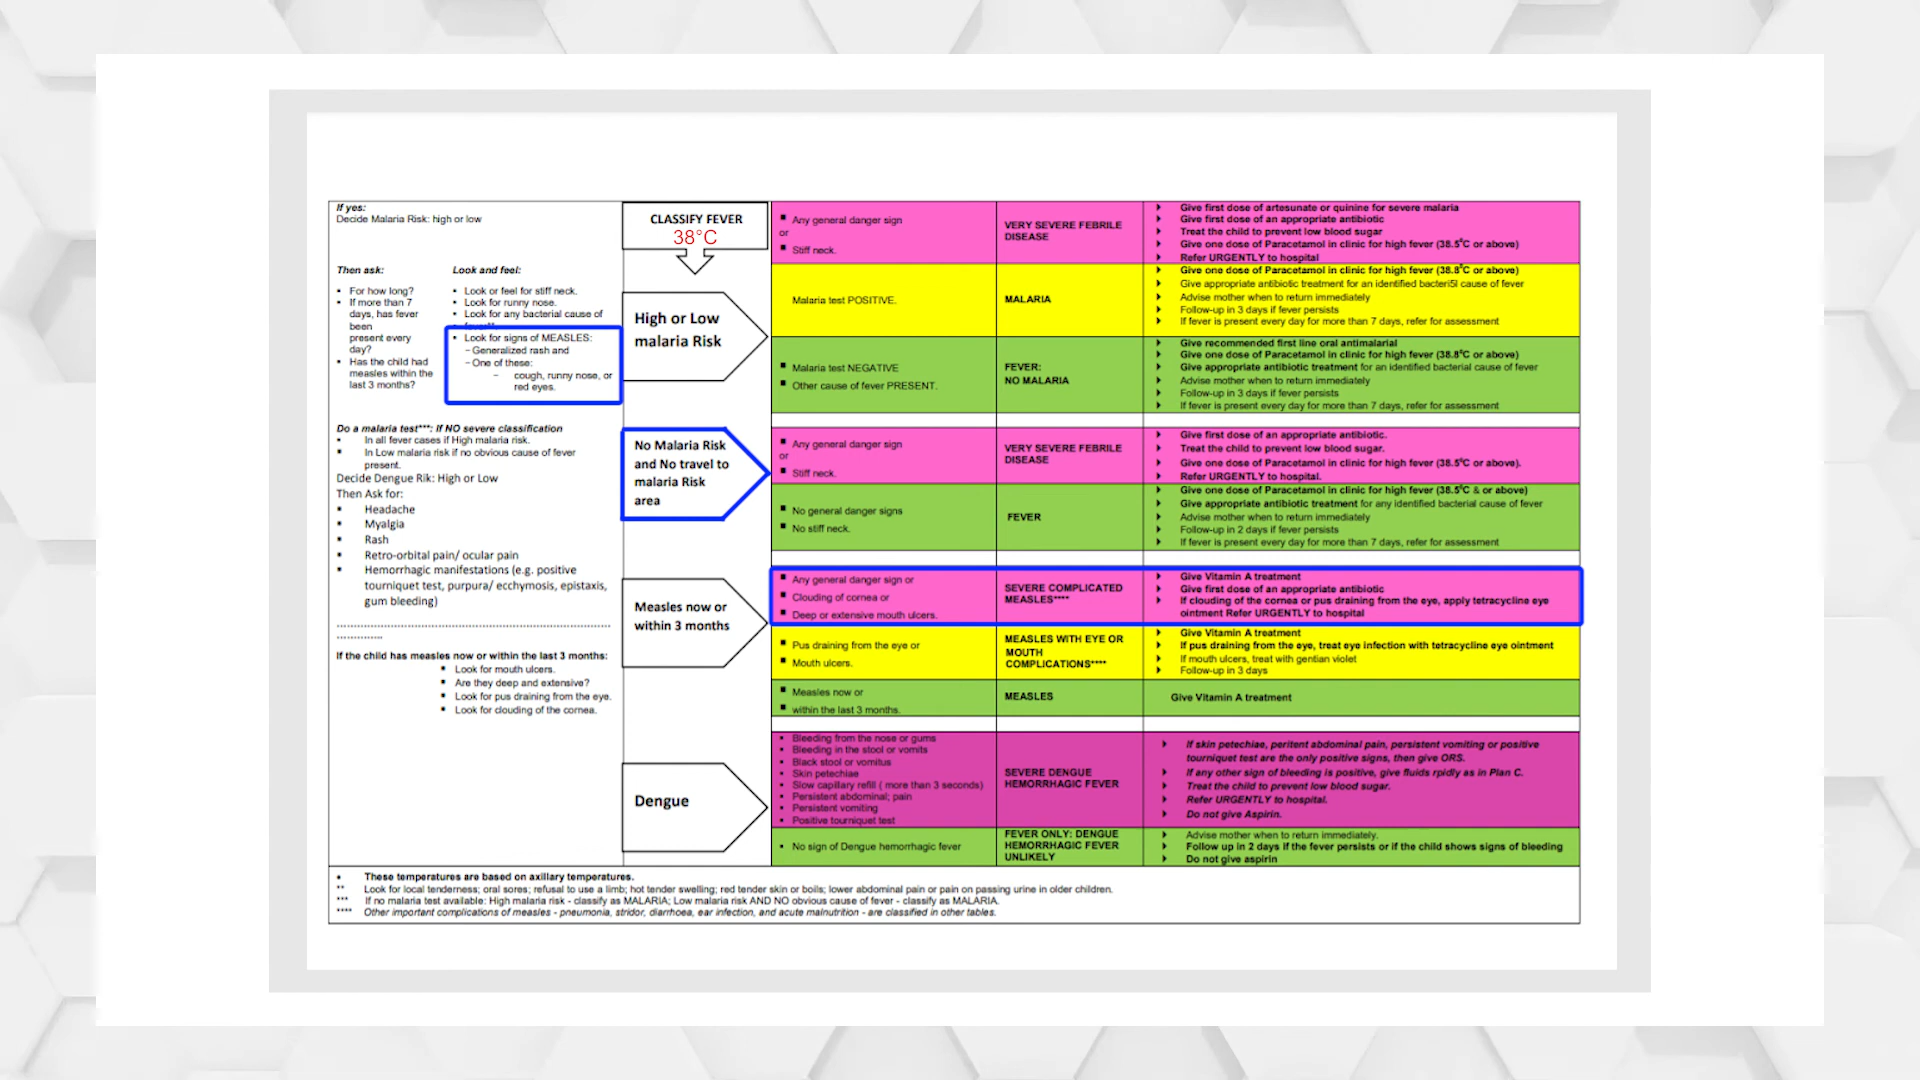 If yes:
Decide Malaria Risk: high or low
Then ask:
For how long?
If more than 7
days, has fever
been
present every
day?
Has the child had
measles within the
last 3 months?
Look and feel:
Look or feel for stiff neck.
Look for runny nose.
Look for any bacterial cause of
Look for signs of MEASLES:
– Generalized rash and
– One of these:
– cough, runny nose, or
red eyes.
Do a malaria test***: If NO severe classification
In all fever cases if High malaria risk.
In Low malaria risk if no obvious cause of fever
present.
Decide Dengue Rik: High or Low
Then Ask for:
Headache
Myalgia
Rash
Retro-orbital pain/ ocular pain
Hemorrhagic manifestations (e.g. positive
tourniquet test, purpura/ ecchymosis, epistaxis,
gum bleeding)
If the child has measles now or within the last 3 months:
Look for mouth ulcers.
Are they deep and extensive?
Look for pus draining from the eye.
Look for clouding of the cornea.
CLASSIFY FEVER
38°C
High or Low
malaria Risk
No Malaria Risk
and No travel to
malaria Risk
area
Measles now or
within 3 months
Dengue
Any general danger sign
or
Stiff neck.
VERY SEVERE FEBRILE
DISEASE
Give first dose of artesunate or quinine for severe malaria
Give first dose of an appropriate antibiotic
Treat the child to prevent low blood sugar
Give one dose of Paracetamol in clinic for high fever (38.5°C or above)
Refer URGENTLY to hospital
Malaria test POSITIVE.
MALARIA
Give one dose of Paracetamol in clinic for high fever (38.8°C or above)
Give appropriate antibiotic treatment for an identified bacteri5l cause of fever
Advise mother when to return immediately
Follow-up in 3 days if fever persists
If fever is present every day for more than 7 days, refer for assessment
Malaria test NEGATIVE
Other cause of fever PRESENT.
FEVER:
NO MALARIA
Give recommended first line oral antimalarial
Give one dose of Paracetamol in clinic for high fever (38.8°C or above)
Give appropriate antibiotic treatment for an identified bacterial cause of fever
Advise mother when to return immediately
Follow-up in 3 days if fever persists
If fever is present every day for more than 7 days, refer for assessment
Any general danger sign
or
Stiff neck.
VERY SEVERE FEBRILE
DISEASE
Give first dose of an appropriate antibiotic.
Treat the child to prevent low blood sugar.
Give one dose of Paracetamol in clinic for high fever (38.5°C or above).
Refer URGENTLY to hospital.
No general danger signs
No stiff neck.
FEVER
Give one dose of Paracetamol in clinic for high fever (38.5°C & or above)
Give appropriate antibiotic treatment for any identified bacterial cause of fever
Advise mother when to return immediately
Follow-up in 2 days if fever persists
If fever is present every day for more than 7 days, refer for assessment
Any general danger sign or
Clouding of cornea or
Deep or extensive mouth ulcers.
SEVERE COMPLICATED
MEASLES****
Give Vitamin A treatment
Give first dose of an appropriate antibiotic
If clouding of the cornea or pus draining from the eye, apply tetracycline eye
ointment Refer URGENTLY to hospital
Pus draining from the eye or
Mouth ulcers.
MEASLES WITH EYE OR
MOUTH
COMPLICATIONS****
Give Vitamin A treatment
If pus draining from the eye, treat eye infection with tetracycline eye ointment
If mouth ulcers, treat with gentian violet
Follow-up in 3 days
Measles now or
within the last 3 months.
MEASLES
Give Vitamin A treatment
Bleeding from the nose or gums
Bleeding in the stool or vomits
Black stool or vomitus
Skin petechiae
Slow capillary refill ( more than 3 seconds)
Persistent abdominal; pain
Persistent vomiting
Positive tourniquet test
SEVERE DENGUE
HEMORRHAGIC FEVER
If skin petechiae, peritent abdominal pain, persistent vomiting or positive
tourniquet test are the only positive signs, then give ORS.
If any other sign of bleeding is positive, give fluids rpidly as in Plan C.
Treat the child to prevent low blood sugar.
Refer URGENTLY to hospital.
Do not give Aspirin.
No sign of Dengue hemorrhagic fever
FEVER ONLY: DENGUE
HEMORRHAGIC FEVER
UNLIKELY
Advise mother when to return immediately.
Follow up in 2 days if the fever persists or if the child shows signs of bleeding
Do not give aspirin
These temperatures are based on axillary temperatures.
** Look for local tenderness; oral sores; refusal to use a limb; hot tender swelling; red tender skin or boils; lower abdominal pain or pain on passing urine in older children.
*** If no malaria test available: High malaria risk - classify as MALARIA; Low malaria risk AND NO obvious cause of fever - classify as MALARIA.
**** Other important complications of measles - pneumonia, stridor, diarrhoea, ear infection, and acute malnutrition - are classified in other tables.